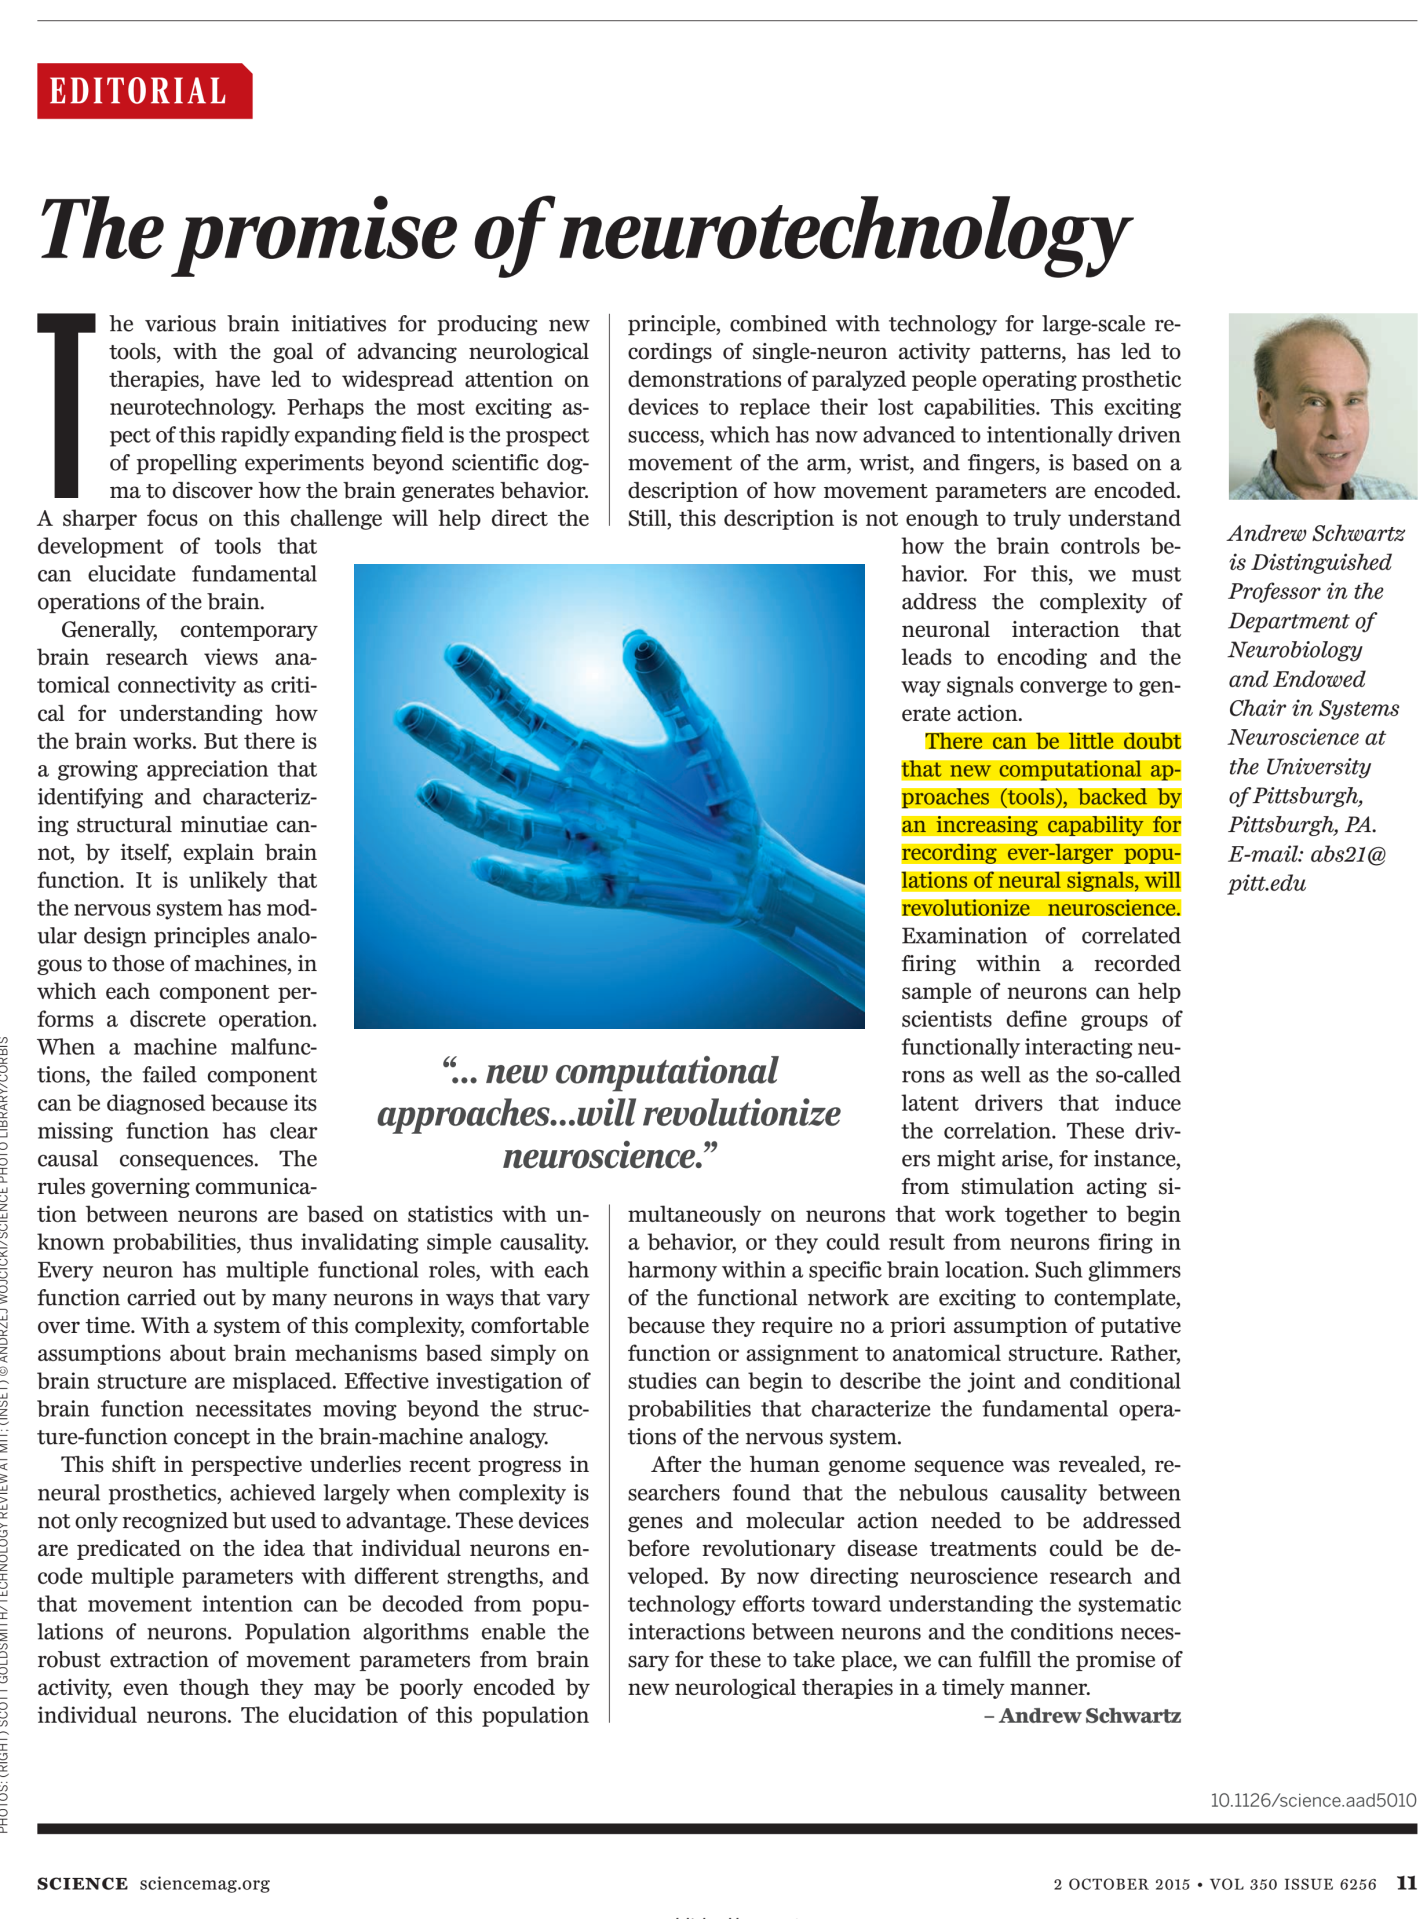 EDITORIAL
The promise of neurotechnology
The various brain initiatives for producing new
tools, with the goal of advancing neurological
therapies, have led to widespread attention on
neurotechnology. Perhaps the most exciting as-
pect of this rapidly expanding field is the prospect
of propelling experiments beyond scientific dog-
ma to discover how the brain generates behavior.
A sharper focus on this challenge will help direct the
development of tools that
can elucidate fundamental
operations of the brain.
Generally, contemporary
brain research views ana-
tomical connectivity as criti-
cal for understanding how
the brain works. But there is
a growing appreciation that
identifying and characteriz-
ing structural minutiae can-
not, by itself, explain brain
function. It is unlikely that
the nervous system has mod-
ular design principles analo-
gous to those of machines, in
which each component per-
forms a discrete operation.
When a machine malfunc-
tions, the failed component
can be diagnosed because its
missing function has clear
causal consequences. The
rules governing communica-
tion between neurons are based on statistics with un-
known probabilities, thus invalidating simple causality.
Every neuron has multiple functional roles, with each
function carried out by many neurons in ways that vary
over time. With a system of this complexity, comfortable
assumptions about brain mechanisms based simply on
brain structure are misplaced. Effective investigation of
brain function necessitates moving beyond the struc-
ture-function concept in the brain-machine analogy.
This shift in perspective underlies recent progress in
neural prosthetics, achieved largely when complexity is
not only recognized but used to advantage. These devices
are predicated on the idea that individual neurons en-
code multiple parameters with different strengths, and
that movement intention can be decoded from popu-
lations of neurons. Population algorithms enable the
robust extraction of movement parameters from brain
activity, even though they may be poorly encoded by
individual neurons. The elucidation of this population
principle, combined with technology for large-scale re-
cordings of single-neuron activity patterns, has led to
demonstrations of paralyzed people operating prosthetic
devices to replace their lost capabilities. This exciting
success, which has now advanced to intentionally driven
movement of the arm, wrist, and fingers, is based on a
description of how movement parameters are encoded.
Still, this description is not enough to truly understand
how the brain controls be-
havior. For this, we must
address the complexity of
neuronal interaction that
leads to encoding and the
way signals converge to gen-
erate action.
There can be little doubt
that new computational ap-
proaches (tools), backed by
an increasing capability for
recording ever-larger popu-
lations of neural signals, will
revolutionize neuroscience.
Examination of correlated
firing within a recorded
sample of neurons can help
scientists define groups of
functionally interacting neu-
rons as well as the so-called
latent drivers that induce
the correlation. These driv-
ers might arise, for instance,
from stimulation acting si-
multaneously on neurons that work together to begin
a behavior, or they could result from neurons firing in
harmony within a specific brain location. Such glimmers
of the functional network are exciting to contemplate,
because they require no a priori assumption of putative
function or assignment to anatomical structure. Rather,
studies can begin to describe the joint and conditional
probabilities that characterize the fundamental opera-
tions of the nervous system.
After the human genome sequence was revealed, re-
searchers found that the nebulous causality between
genes and molecular action needed to be addressed
before revolutionary disease treatments could be de-
veloped. By now directing neuroscience research and
technology efforts toward understanding the systematic
interactions between neurons and the conditions neces-
sary for these to take place, we can fulfill the promise of
new neurological therapies in a timely manner.
– Andrew Schwartz
“... new computational
approaches...will revolutionize
neuroscience.”
Andrew Schwartz
is Distinguished
Professor in the
Department of
Neurobiology
and Endowed
Chair in Systems
Neuroscience at
the University
of Pittsburgh,
Pittsburgh, PA.
E-mail: abs21@
pitt.edu
PHOTOS: (RIGHT) SCOTT GOLDSMITH/TECHNOLOGY REVIEW AT MIT; (INSET) © ANDRZEJ WOJCICKI/SCIENCE PHOTO LIBRARY/CORBIS
10.1126/science.aad5010
SCIENCE sciencemag.org
2 OCTOBER 2015 • VOL 350 ISSUE 6256 11